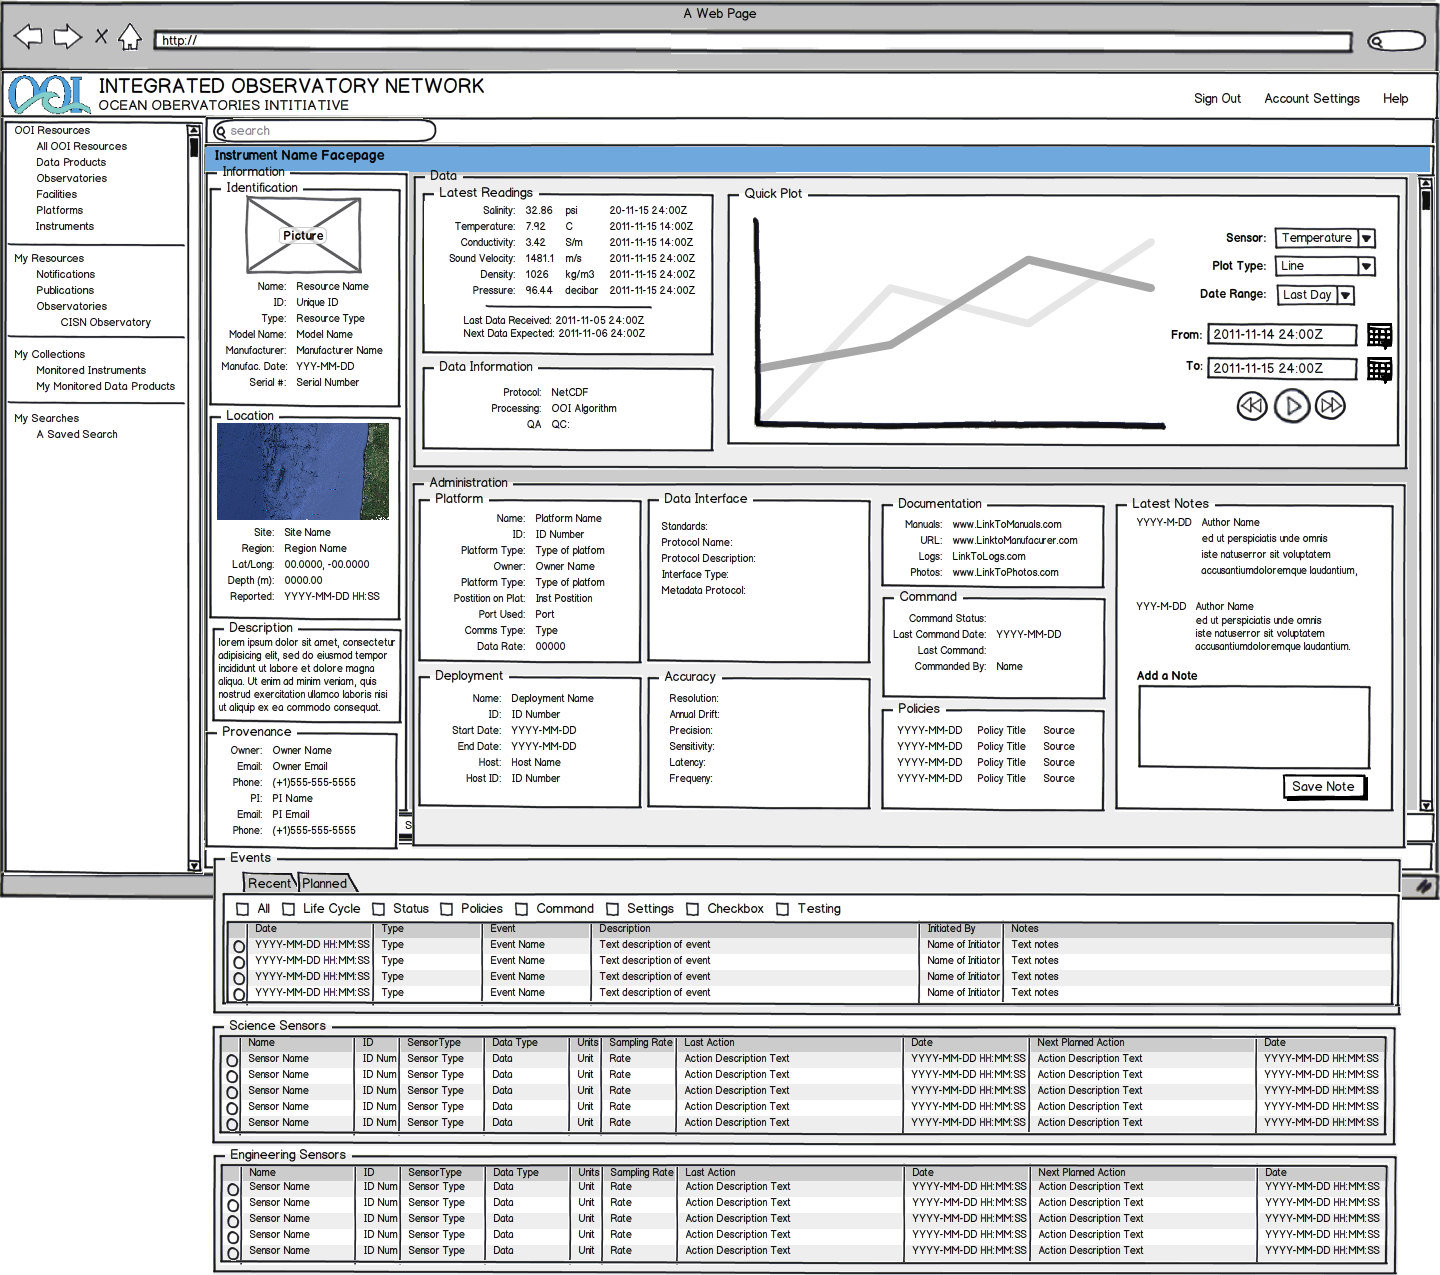 A Web Page
http://
OOI
INTEGRATED OBSERVATORY NETWORK
OCEAN OBERVATORIES INTITIATIVE
Sign Out Account Settings Help
OOI Resources
All OOI Resources
Data Products
Observatories
Facilities
Platforms
Instruments
My Resources
Notifications
Publications
Observatories
CISN Observatory
My Collections
Monitored Instruments
My Monitored Data Products
My Searches
A Saved Search
search
Instrument Name Facepage
Information
Identification
Picture
Name: Resource Name
ID: Unique ID
Type: Resource Type
Model Name: Model Name
Manufacturer: Manufacturer Name
Manufac. Date: YYY-MM-DD
Serial #: Serial Number
Location
Site: Site Name
Region: Region Name
Lat/Long: 00.0000, -00.0000
Depth (m): 0000.00
Reported: YYYY-MM-DD HH:SS
Description
lorem ipsum dolor sit amet, consectetur
adipisicing elit, sed do eiusmod tempor
incididunt ut labore et dolore magna
aliqua. Ut enim ad minim veniam, quis
nostrud exercitation ullamco laboris nisi
ut aliquip ex ea commodo consequat.
Provenance
Owner: Owner Name
Email: Owner Email
Phone: (+1)555-555-5555
PI: PI Name
Email: PI Email
Phone: (+1)555-555-5555
S
Data
Latest Readings
Salinity: 32.86 psi 20-11-15 24:00Z
Temperature: 7.92 C 2011-11-15 14:00Z
Conductivity: 3.42 S/m 2011-11-15 14:00Z
Sound Velocity: 1481.1 m/s 2011-11-15 24:00Z
Density: 1026 kg/m3 2011-11-15 24:00Z
Pressure: 96.44 decibar 2011-11-15 24:00Z
Last Data Received: 2011-11-05 24:00Z
Next Data Expected: 2011-11-06 24:00Z
Data Information
Protocol: NetCDF
Processing: OOI Algorithm
QA QC:
Quick Plot
Sensor: Temperature
Plot Type: Line
Date Range: Last Day
From: 2011-11-14 24:00Z
To: 2011-11-15 24:00Z
Administration
Platform
Name: Platform Name
ID: ID Number
Platform Type: Type of platfom
Owner: Owner Name
Platform Type: Type of platfom
Postition on Plat: Inst Postition
Port Used: Port
Comms Type: Type
Data Rate: 00000
Deployment
Name: Deployment Name
ID: ID Number
Start Date: YYYY-MM-DD
End Date: YYYY-MM-DD
Host: Host Name
Host ID: ID Number
Data Interface
Standards:
Protocol Name:
Protocol Description:
Interface Type:
Metadata Protocol:
Accuracy
Resolution:
Annual Drift:
Precision:
Sensitivity:
Latency:
Frequeny:
Documentation
Manuals: www.LinkToManuals.com
URL: www.LinktoManufacurer.com
Logs: LinkToLogs.com
Photos: www.LinkToPhotos.com
Command
Command Status:
Last Command Date: YYYY-MM-DD
Last Command:
Commanded By: Name
Policies
YYYY-MM-DD Policy Title Source
YYYY-MM-DD Policy Title Source
YYYY-MM-DD Policy Title Source
YYYY-MM-DD Policy Title Source
Latest Notes
YYYY-M-DD Author Name
ed ut perspiciatis unde omnis
iste natuserror sit voluptatem
accusantiumdoloremque laudantium,
YYY-M-DD Author Name
ed ut perspiciatis unde omnis
iste natuserror sit voluptatem
accusantiumdoloremque laudantium.
Add a Note
Save Note
Events
Recent Planned
All Life Cycle Status Policies Command Settings Checkbox Testing
Date Type Event Description Initiated By Notes
YYYY-MM-DD HH:MM:SS Type Event Name Text description of event Name of Initiator Text notes
YYYY-MM-DD HH:MM:SS Type Event Name Text description of event Name of Initiator Text notes
YYYY-MM-DD HH:MM:SS Type Event Name Text description of event Name of Initiator Text notes
YYYY-MM-DD HH:MM:SS Type Event Name Text description of event Name of Initiator Text notes
Science Sensors
Name ID SensorType Data Type Units Sampling Rate Last Action Date Next Planned Action Date
Sensor Name ID Num Sensor Type Data Unit Rate Action Description Text YYYY-MM-DD HH:MM:SS Action Description Text YYYY-MM-DD HH:MM:SS
Sensor Name ID Num Sensor Type Data Unit Rate Action Description Text YYYY-MM-DD HH:MM:SS Action Description Text YYYY-MM-DD HH:MM:SS
Sensor Name ID Num Sensor Type Data Unit Rate Action Description Text YYYY-MM-DD HH:MM:SS Action Description Text YYYY-MM-DD HH:MM:SS
Sensor Name ID Num Sensor Type Data Unit Rate Action Description Text YYYY-MM-DD HH:MM:SS Action Description Text YYYY-MM-DD HH:MM:SS
Sensor Name ID Num Sensor Type Data Unit Rate Action Description Text YYYY-MM-DD HH:MM:SS Action Description Text YYYY-MM-DD HH:MM:SS
Engineering Sensors
Name ID SensorType Data Type Units Sampling Rate Last Action Date Next Planned Action Date
Sensor Name ID Num Sensor Type Data Unit Rate Action Description Text YYYY-MM-DD HH:MM:SS Action Description Text YYYY-MM-DD HH:MM:SS
Sensor Name ID Num Sensor Type Data Unit Rate Action Description Text YYYY-MM-DD HH:MM:SS Action Description Text YYYY-MM-DD HH:MM:SS
Sensor Name ID Num Sensor Type Data Unit Rate Action Description Text YYYY-MM-DD HH:MM:SS Action Description Text YYYY-MM-DD HH:MM:SS
Sensor Name ID Num Sensor Type Data Unit Rate Action Description Text YYYY-MM-DD HH:MM:SS Action Description Text YYYY-MM-DD HH:MM:SS
Sensor Name ID Num Sensor Type Data Unit Rate Action Description Text YYYY-MM-DD HH:MM:SS Action Description Text YYYY-MM-DD HH:MM:SS